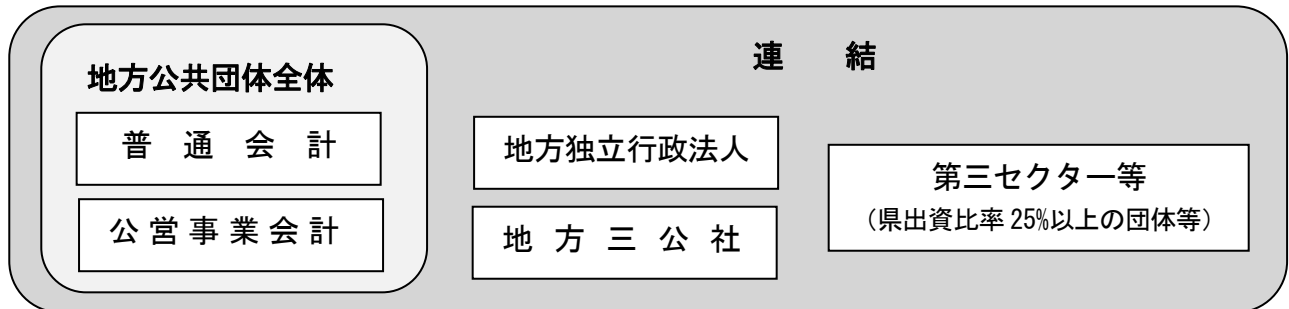 連　結
地方公共団体全体
普 通 会 計
公 営 事 業 会 計
地方独立行政法人
地 方 三 公 社
第三セクター等
（県出資比率 25%以上の団体等）